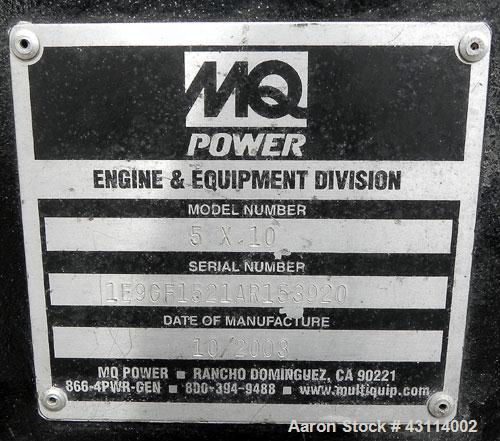 MQ
POWER
ENGINE & EQUIPMENT DIVISION
MODEL NUMBER
5 X 10
SERIAL NUMBER
DATE OF MANUFACTURE
10/2003
MQ POWER ■ RANCHO DOMINGUEZ, CA 90221
866-4PWR-GEN ■ 800-394-9488 ■ www.multiquip.com
Aaron Stock # 43114002